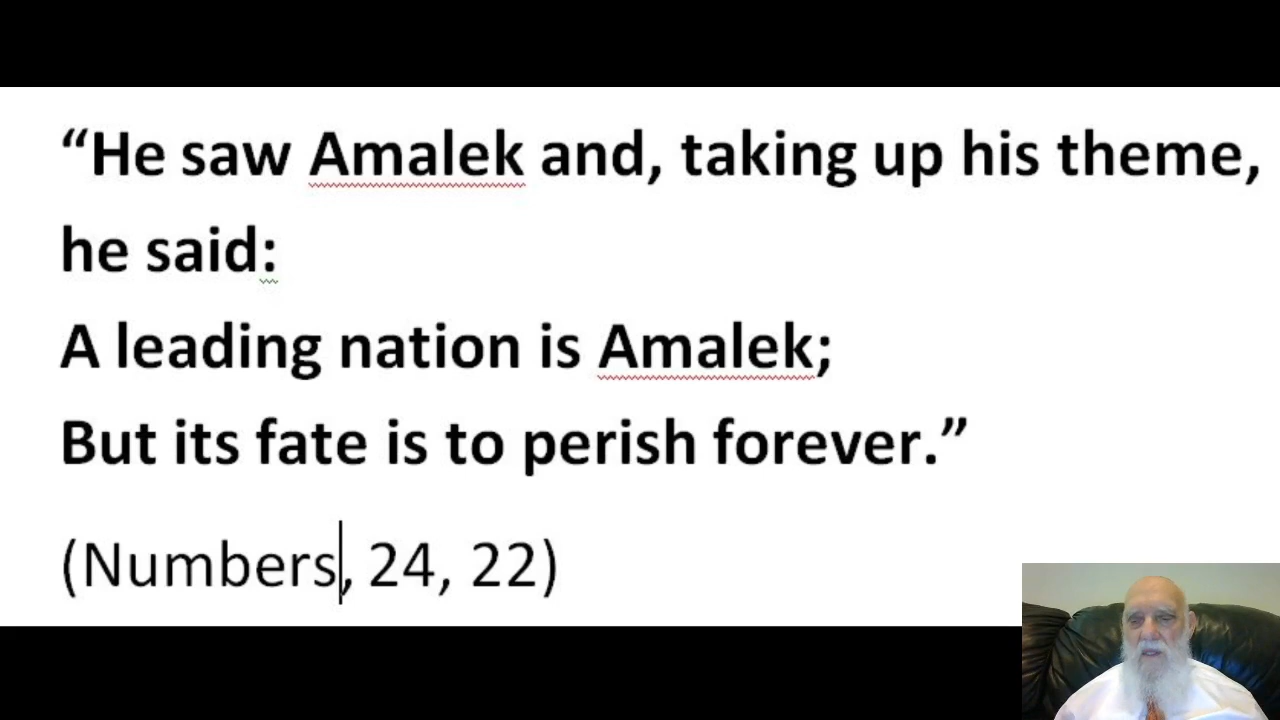 “He saw Amalek and, taking up his theme,
he said:
A leading nation is Amalek;
But its fate is to perish forever.”
(Numbers, 24, 22)